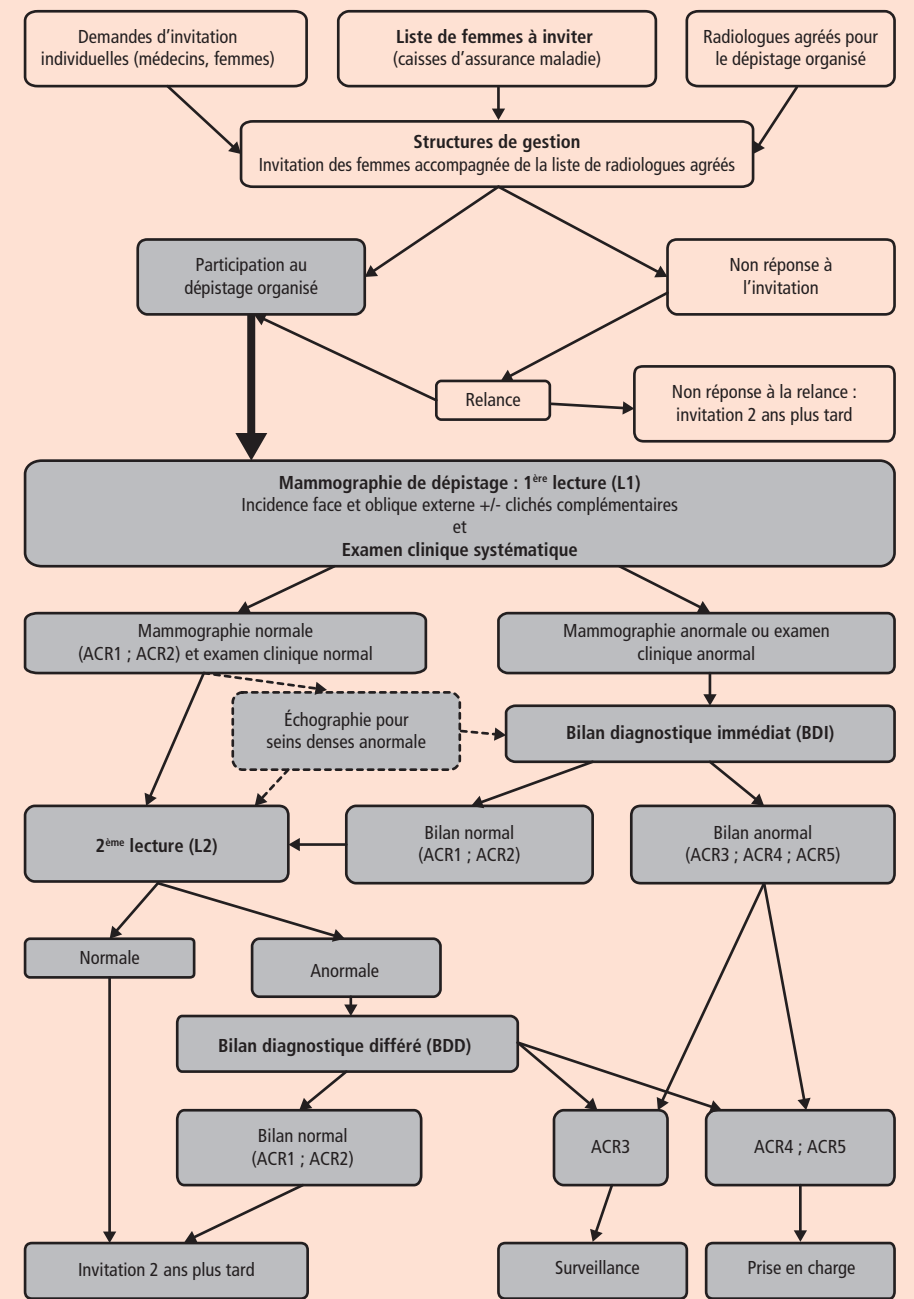 Demandes d’invitation
individuelles (médecins, femmes)
Liste de femmes à inviter
(caisses d’assurance maladie)
Radiologues agréés pour
le dépistage organisé
Structures de gestion
Invitation des femmes accompagnée de la liste de radiologues agréés
Participation au
dépistage organisé
Non réponse à
l’invitation
Relance
Non réponse à la relance :
invitation 2 ans plus tard
Mammographie de dépistage : 1ère lecture (L1)
Incidence face et oblique externe +/- clichés complémentaires
et
Examen clinique systématique
Mammographie normale
(ACR1 ; ACR2) et examen clinique normal
Mammographie anormale ou examen
clinique anormal
Échographie pour
seins denses anormale
Bilan diagnostique immédiat (BDI)
2ème lecture (L2)
Bilan normal
(ACR1 ; ACR2)
Bilan anormal
(ACR3 ; ACR4 ; ACR5)
Normale
Anormale
Bilan diagnostique différé (BDD)
Bilan normal
(ACR1 ; ACR2)
ACR3
ACR4 ; ACR5
Invitation 2 ans plus tard
Surveillance
Prise en charge